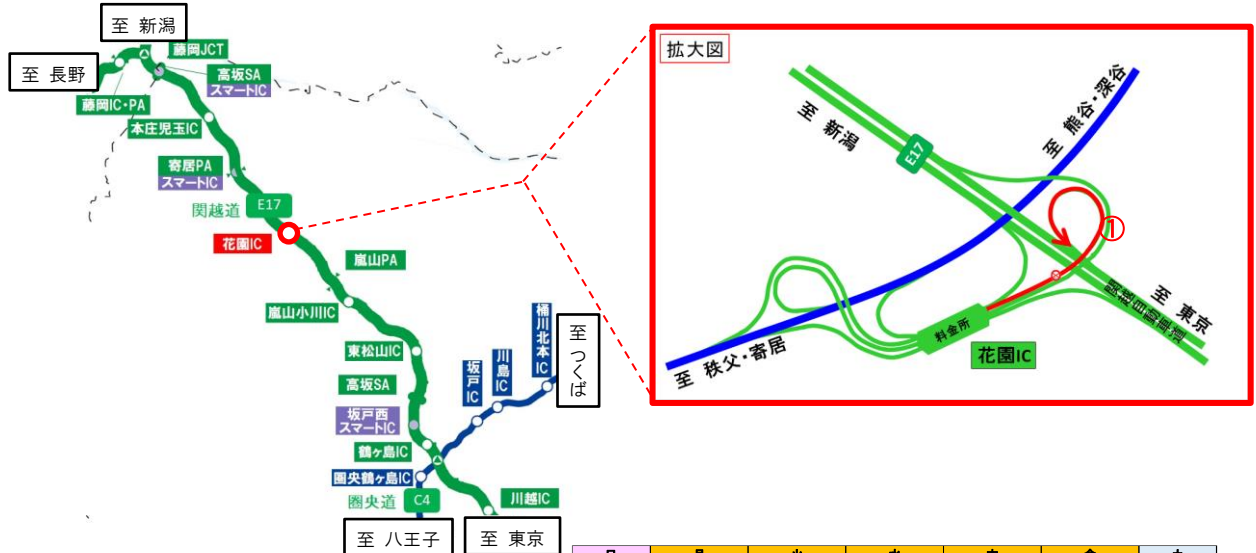 至 新潟
藤岡JCT
至 長野
高坂SA
スマートIC
藤岡IC・PA
本庄児玉IC
寄居PA
スマートIC
E17
関越道
花園IC
嵐山PA
嵐山小川IC
東松山IC
高坂SA
坂戸西
スマートIC
鶴ヶ島IC
圏央鶴ヶ島IC
圏央道
C4
川越IC
坂戸IC
川島IC
桶川北本IC
至 つくば
至 八王子
至 東京
拡大図
至 新潟
E17
至 熊谷・深谷
①
至 東京
関越自動車道
料金所
花園IC
至 秩父・寄居